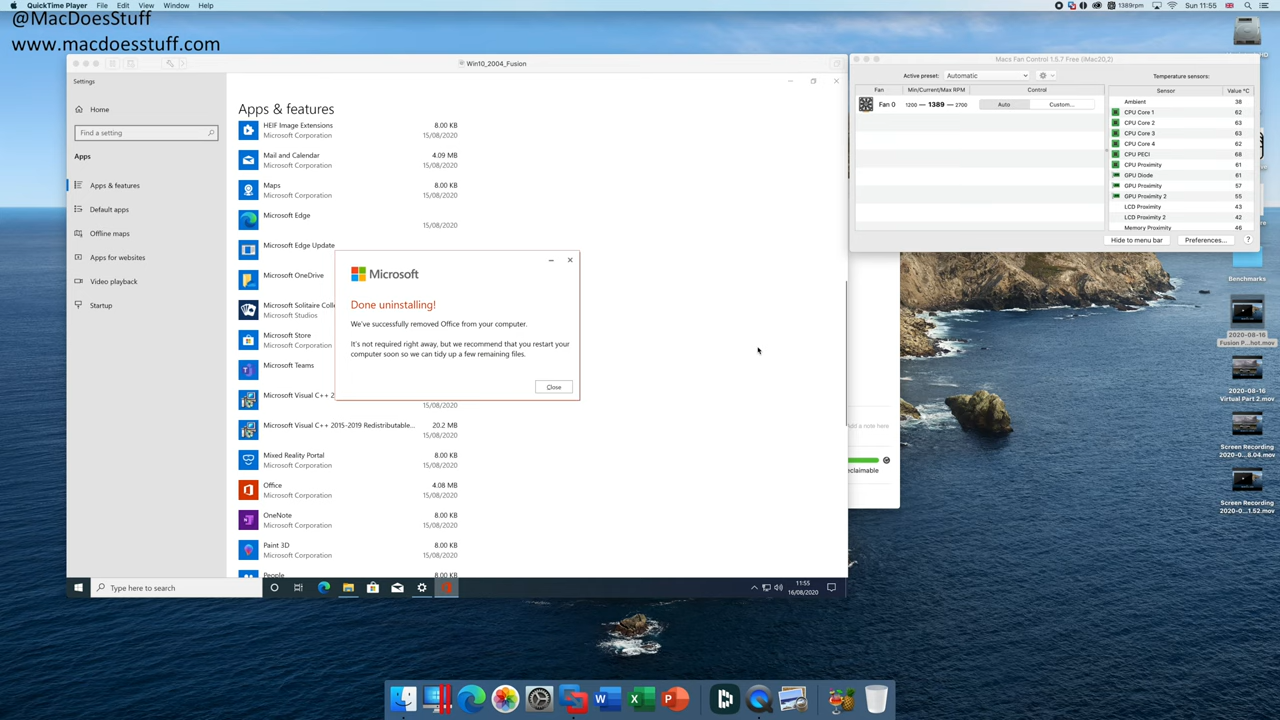 QuickTime Player File Edit View Window Help
1389rpm Sun 11:55
@MacDoesStuff
www.macdoesstuff.com
Win10_2004_Fusion
Settings
Home
Find a setting
Apps
Apps & features
Default apps
Offline maps
Apps for websites
Video playback
Startup
Apps & features
HEIF Image Extensions 8.00 KB
Microsoft Corporation 15/08/2020
Mail and Calendar 4.09 MB
Microsoft Corporation 15/08/2020
Maps 8.00 KB
Microsoft Corporation 15/08/2020
Microsoft Edge
15/08/2020
Microsoft Edge Update
Microsoft OneDrive
Microsoft Solitaire Colle
Microsoft Studios
Microsoft Store
Microsoft Corporation
Microsoft Teams
Microsoft Visual C++ 2
15/08/2020
Microsoft Visual C++ 2015-2019 Redistributable... 20.2 MB
15/08/2020
Mixed Reality Portal 8.00 KB
Microsoft Corporation 15/08/2020
Office 4.08 MB
Microsoft Corporation 15/08/2020
OneNote 8.00 KB
Microsoft Corporation 15/08/2020
Paint 3D 8.00 KB
Microsoft Corporation 15/08/2020
People 8.00 KB
Microsoft
Done uninstalling!
We've successfully removed Office from your computer.
It's not required right away, but we recommend that you restart your
computer soon so we can tidy up a few remaining files.
Close
Type here to search
11:55
16/08/2020
Macs Fan Control 1.5.7 Free (iMac20,2)
Active preset: Automatic
Temperature sensors:
Fan Min/Current/Max RPM Control
Fan 0 1200 — 1389 — 2700 Auto Custom...
Sensor Value °C
Ambient 38
CPU Core 1 62
CPU Core 2 63
CPU Core 3 63
CPU Core 4 62
CPU PECI 68
CPU Proximity 61
GPU Diode 61
GPU Proximity 57
GPU Proximity 2 55
LCD Proximity 43
LCD Proximity 2 42
Memory Proximity 46
Hide to menu bar Preferences... ?
add a note here
eclaimable
Benchmarks
2020-08-16
Fusion P...hot.mov
2020-08-16
Virtual Part 2.mov
Screen Recording
2020-0...8.04.mov
Screen Recording
2020-0...1.52.mov